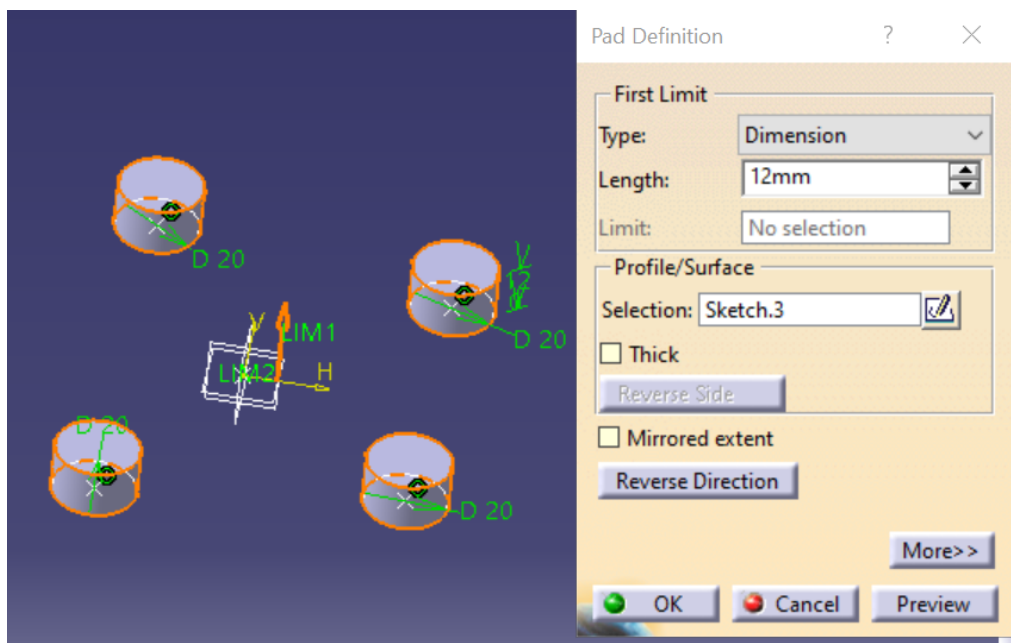 Pad Definition ? ×
First Limit
Type: Dimension
Length: 12mm
Limit: No selection
Profile/Surface
Selection: Sketch.3
Thick
Reverse Side
Mirrored extent
Reverse Direction
More>>
OK Cancel Preview
D 20
12
D 20
V
LIM1
LIM2
H
D 20
D 20